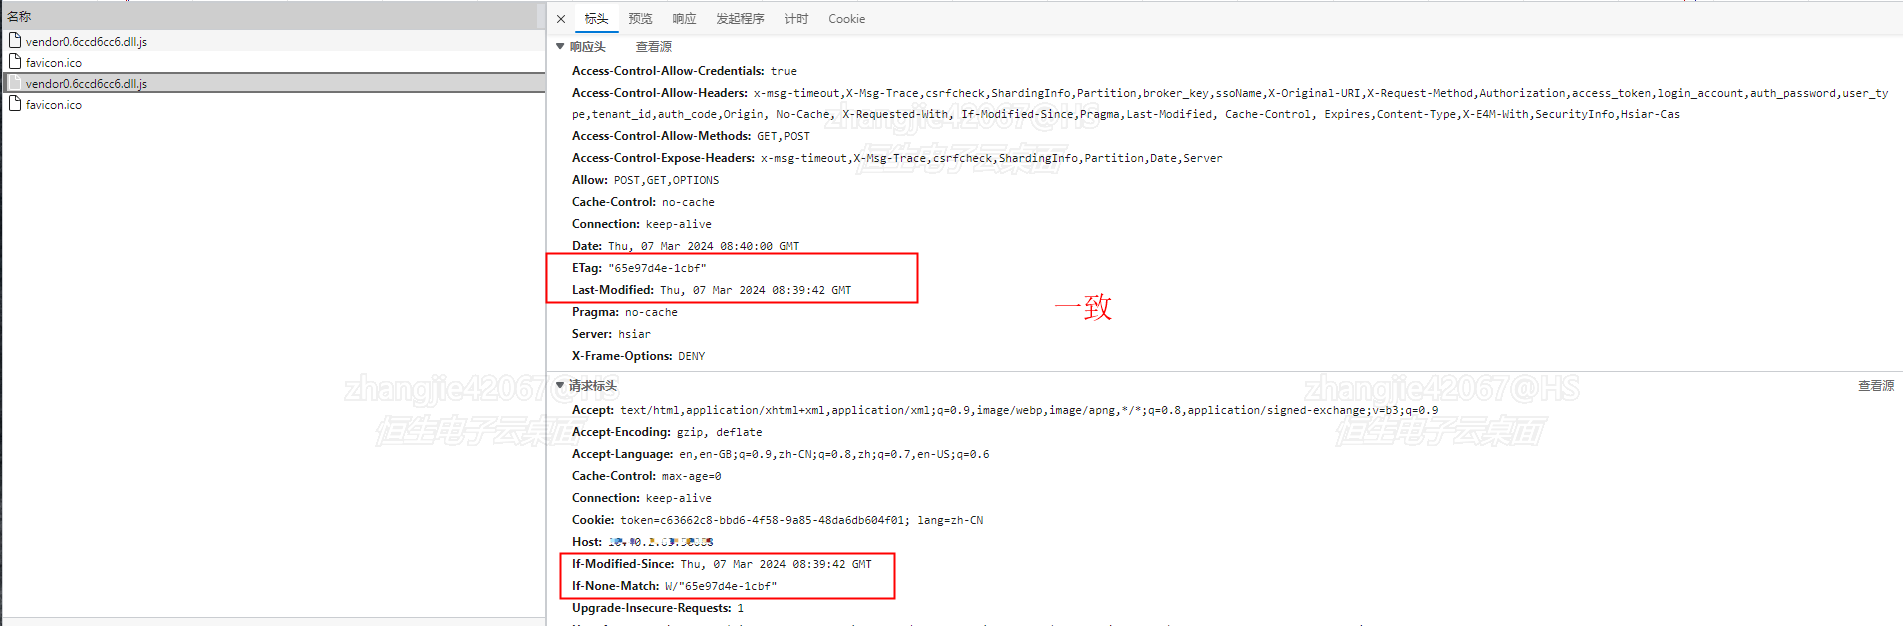 名称
vendor0.6ccd6cc6.dll.js
favicon.ico
vendor0.6ccd6cc6.dll.js
favicon.ico
× 标头 预览 响应 发起程序 计时 Cookie
▼ 响应头 查看源
Access-Control-Allow-Credentials: true
Access-Control-Allow-Headers: x-msg-timeout,X-Msg-Trace,csrfcheck,ShardingInfo,Partition,broker_key,ssoName,X-Original-URI,X-Request-Method,Authorization,access_token,login_account,auth_password,user_ty
pe,tenant_id,auth_code,Origin, No-Cache, X-Requested-With, If-Modified-Since,Pragma,Last-Modified, Cache-Control, Expires,Content-Type,X-E4M-With,SecurityInfo,Hsiar-Cas
Access-Control-Allow-Methods: GET,POST
Access-Control-Expose-Headers: x-msg-timeout,X-Msg-Trace,csrfcheck,ShardingInfo,Partition,Date,Server
Allow: POST,GET,OPTIONS
Cache-Control: no-cache
Connection: keep-alive
Date: Thu, 07 Mar 2024 08:40:00 GMT
ETag: "65e97d4e-1cbf"
Last-Modified: Thu, 07 Mar 2024 08:39:42 GMT
一致
Pragma: no-cache
Server: hsiar
X-Frame-Options: DENY
▼ 请求标头 查看源
Accept: text/html,application/xhtml+xml,application/xml;q=0.9,image/webp,image/apng,*/*;q=0.8,application/signed-exchange;v=b3;q=0.9
Accept-Encoding: gzip, deflate
Accept-Language: en,en-GB;q=0.9,zh-CN;q=0.8,zh;q=0.7,en-US;q=0.6
Cache-Control: max-age=0
Connection: keep-alive
Cookie: token=c63662c8-bbd6-4f58-9a85-48da6db604f01; lang=zh-CN
Host:
If-Modified-Since: Thu, 07 Mar 2024 08:39:42 GMT
If-None-Match: W/"65e97d4e-1cbf"
Upgrade-Insecure-Requests: 1
zhangjie42067@HS
恒生电子云桌面
zhangjie42067@HS
恒生电子云桌面
zhangjie42067@HS
恒生电子云桌面